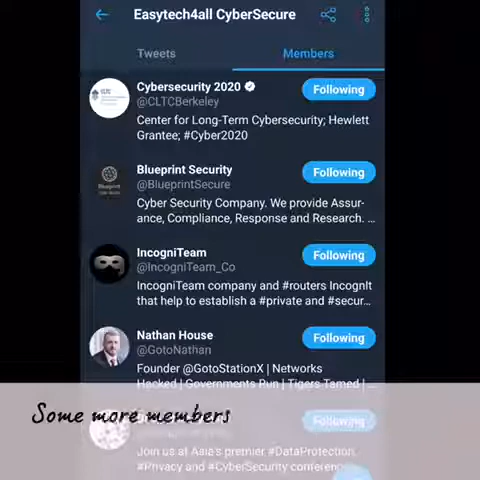 Easytech4all CyberSecure
Tweets
Members
Cybersecurity 2020
Following
@CLTCBerkeley
Center for Long-Term Cybersecurity; Hewlett
Grantee; #Cyber2020
Blueprint Security
Following
@BlueprintSecure
Cyber Security Company. We provide Assur-
ance, Compliance, Response and Research. ...
IncogniTeam
Following
@IncogniTeam_Co
IncogniTeam company and #routers IncognIt
that help to establish a #private and #secur...
Nathan House
Following
@GotoNathan
Founder @GotoStationX | Networks
Hacked | Governments Run | Tigers Tamed | ...
Some more members
Following
Join us at Asia's premier #DataProtection,
#Privacy and #CyberSecurity conference